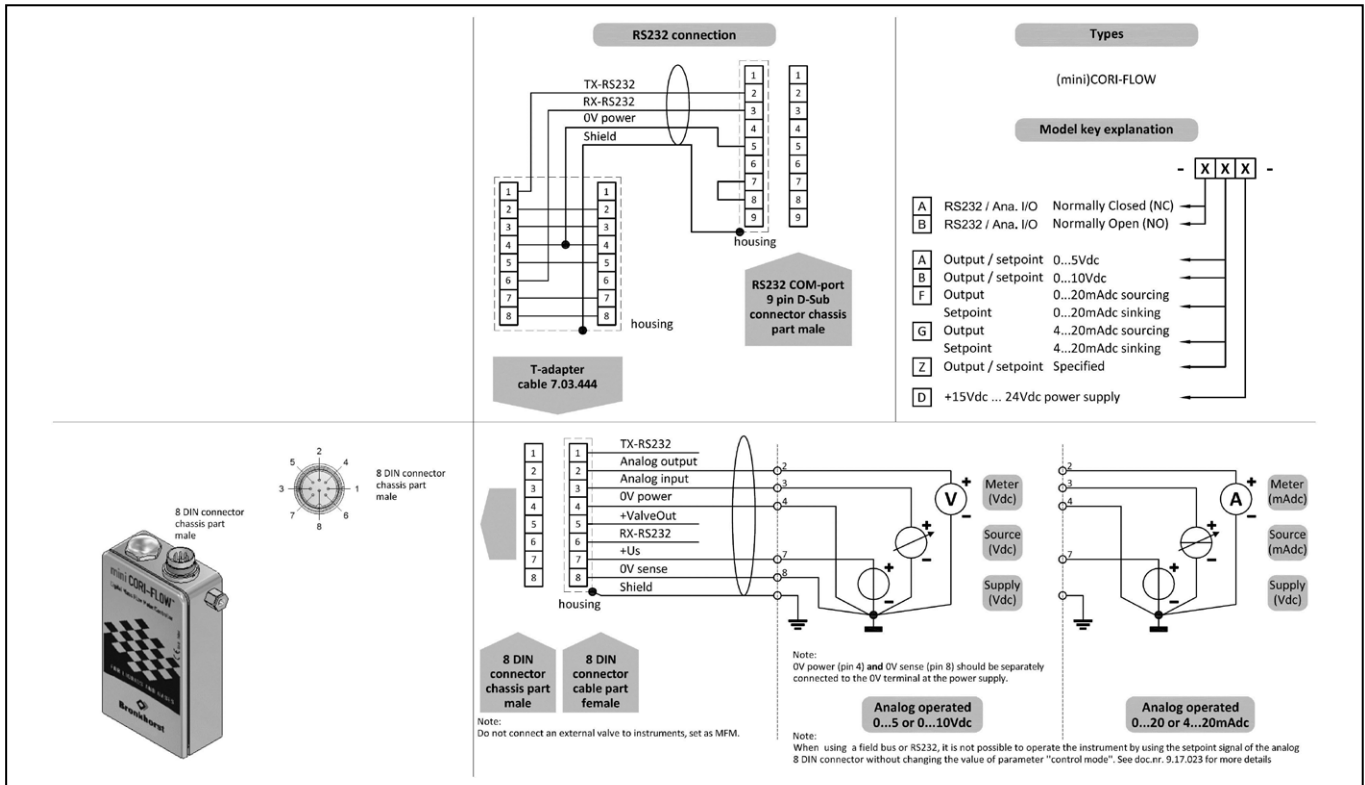 RS232 connection
TX-RS232
RX-RS232
0V power
Shield
1
2
3
4
5
6
7
8
9
1
2
3
4
5
6
7
8
9
housing
1
2
3
4
5
6
7
8
1
2
3
4
5
6
7
8
housing
RS232 COM-port
9 pin D-Sub
connector chassis
part male
T-adapter
cable 7.03.444
Types
(mini)CORI-FLOW
Model key explanation
- X X X -
A RS232 / Ana. I/O Normally Closed (NC)
B RS232 / Ana. I/O Normally Open (NO)
A Output / setpoint 0...5Vdc
B Output / setpoint 0...10Vdc
F Output 0...20mAdc sourcing
Setpoint 0...20mAdc sinking
G Output 4...20mAdc sourcing
Setpoint 4...20mAdc sinking
Z Output / setpoint Specified
D +15Vdc ... 24Vdc power supply
2
5 4
3 1
7 6
8
8 DIN connector
chassis part
male
8 DIN connector
chassis part
male
mini CORI-FLOW
Bronkhorst
1
2
3
4
5
6
7
8
1
2
3
4
5
6
7
8
housing
TX-RS232
Analog output
Analog input
0V power
+ValveOut
RX-RS232
+Us
0V sense
Shield
8 DIN
connector
chassis part
male
8 DIN
connector
cable part
female
Note:
Do not connect an external valve to instruments, set as MFM.
2
3
4
7
8
V
+
-
+
-
+
-
Meter
(Vdc)
Source
(Vdc)
Supply
(Vdc)
Note:
0V power (pin 4) and 0V sense (pin 8) should be separately
connected to the 0V terminal at the power supply.
Analog operated
0...5 or 0...10Vdc
2
3
4
7
A
+
-
+
-
+
-
Meter
(mAdc)
Source
(mAdc)
Supply
(Vdc)
Analog operated
0...20 or 4...20mAdc
Note:
When using a field bus or RS232, it is not possible to operate the instrument by using the setpoint signal of the analog
8 DIN connector without changing the value of parameter "control mode". See doc.nr. 9.17.023 for more details